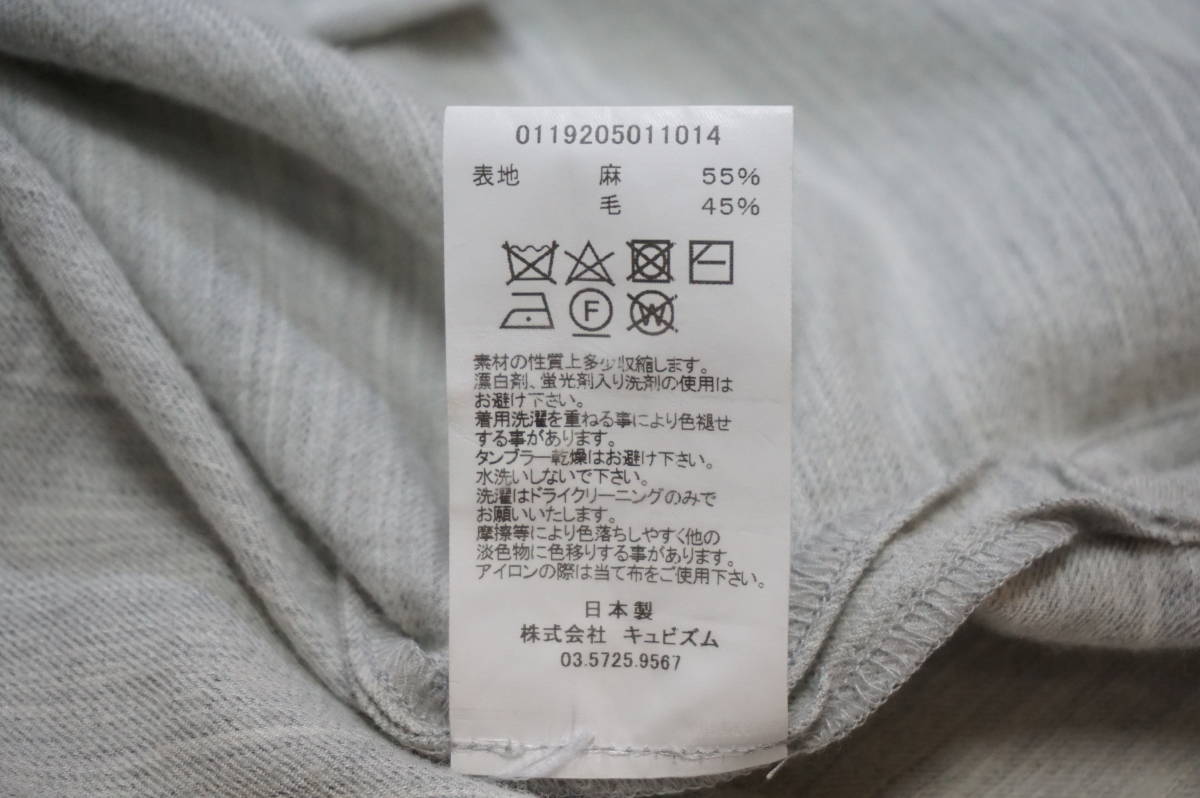 0119205011014
表地 麻 55%
毛 45%
F W
素材の性質上多少収縮します。
漂白剤、蛍光剤入り洗剤の使用は
お避け下さい。
着用洗濯を重ねる事により色褪せ
する事があります。
タンブラー乾燥はお避け下さい。
水洗いしないで下さい。
洗濯はドライクリーニングのみで
お願いいたします。
摩擦等により色落ちしやすく他の
淡色物に色移りする事があります。
アイロンの際は当て布をご使用下さい。
日本製
株式会社 キュビズム
03.5725.9567